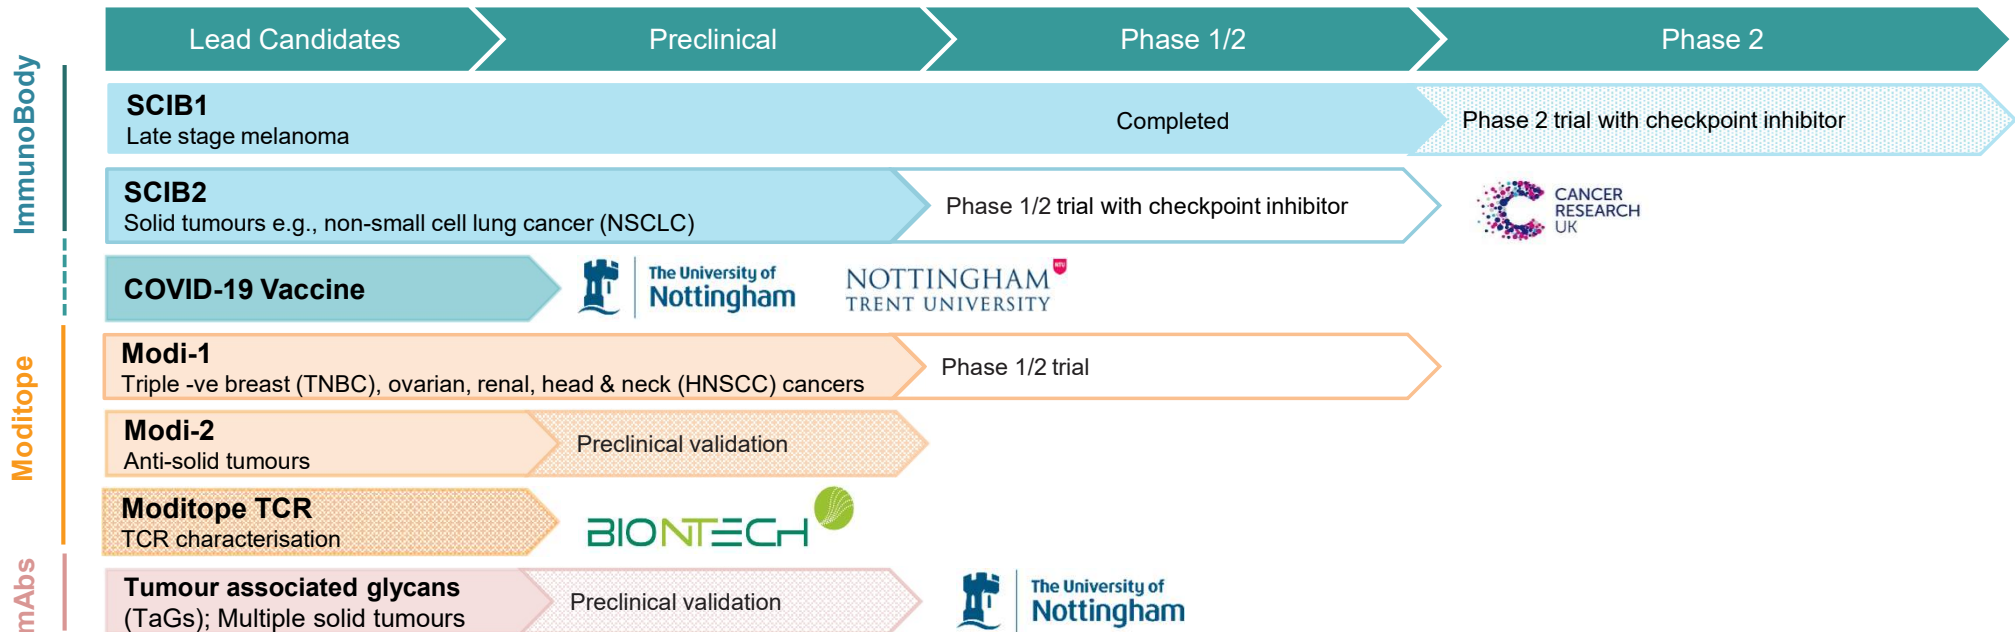 Lead Candidates
Preclinical
Phase 1/2
Phase 2
ImmunoBody
SCIB1
Late stage melanoma
Completed
Phase 2 trial with checkpoint inhibitor
SCIB2
Solid tumours e.g., non-small cell lung cancer (NSCLC)
Phase 1/2 trial with checkpoint inhibitor
CANCER
RESEARCH
UK
COVID-19 Vaccine
The University of
Nottingham
NOTTINGHAM
TRENT UNIVERSITY
NTU
Moditope
Modi-1
Triple -ve breast (TNBC), ovarian, renal, head & neck (HNSCC) cancers
Phase 1/2 trial
Modi-2
Anti-solid tumours
Preclinical validation
Moditope TCR
TCR characterisation
BIONTECH
mAbs
Tumour associated glycans
(TaGs); Multiple solid tumours
Preclinical validation
The University of
Nottingham